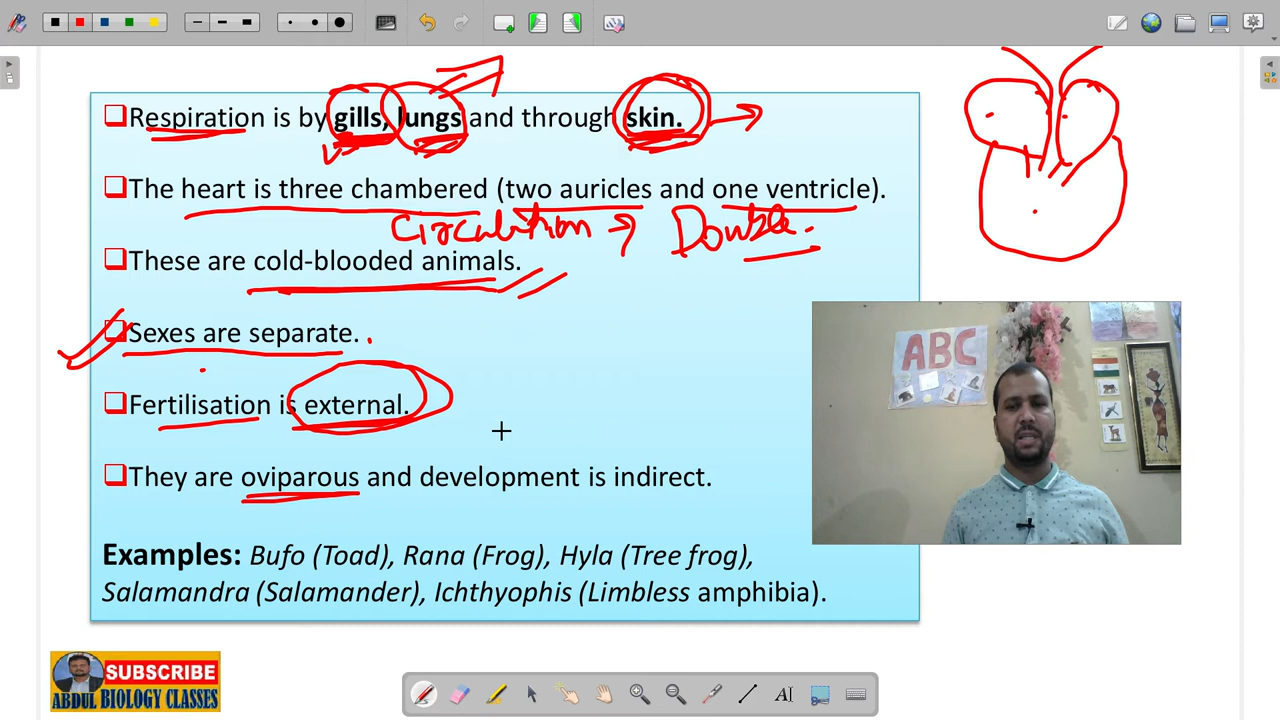 Respiration is by gills, lungs and through skin.
The heart is three chambered (two auricles and one ventricle).
Circulation → Double.
These are cold-blooded animals.
Sexes are separate.
Fertilisation is external.
They are oviparous and development is indirect.
Examples: Bufo (Toad), Rana (Frog), Hyla (Tree frog),
Salamandra (Salamander), Ichthyophis (Limbless amphibia).
ABC
SUBSCRIBE
ABDUL BIOLOGY CLASSES
AI